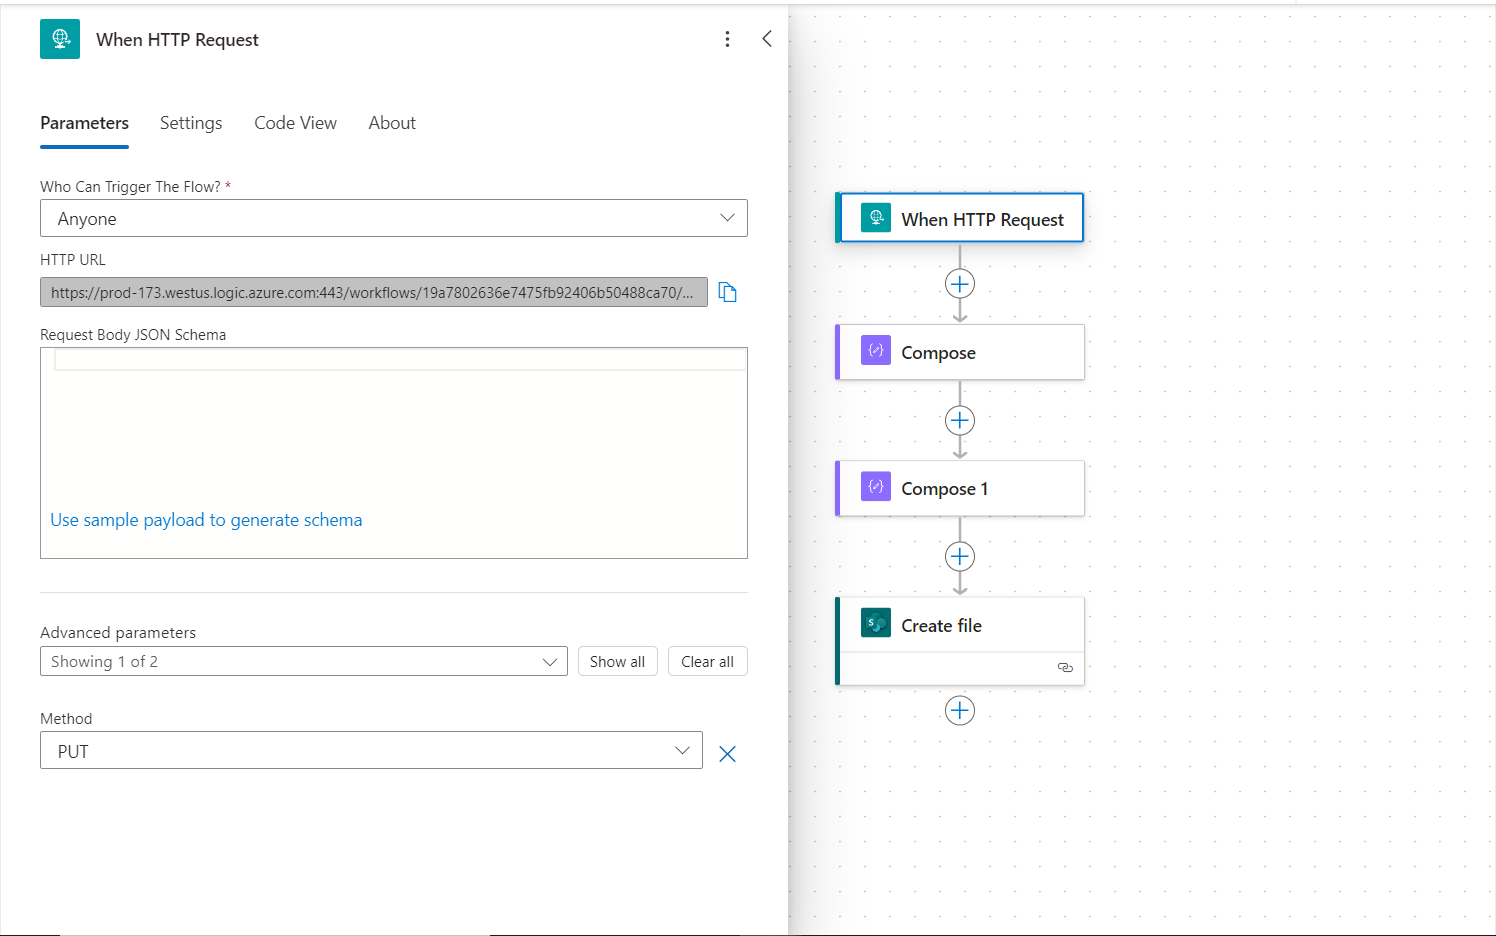 When HTTP Request
Parameters
Settings
Code View
About
Who Can Trigger The Flow? *
Anyone
HTTP URL
https://prod-173.westus.logic.azure.com:443/workflows/19a7802636e7475fb92406b50488ca70/...
Request Body JSON Schema
Use sample payload to generate schema
Advanced parameters
Showing 1 of 2
Show all
Clear all
Method
PUT
When HTTP Request
Compose
Compose 1
S
Create file